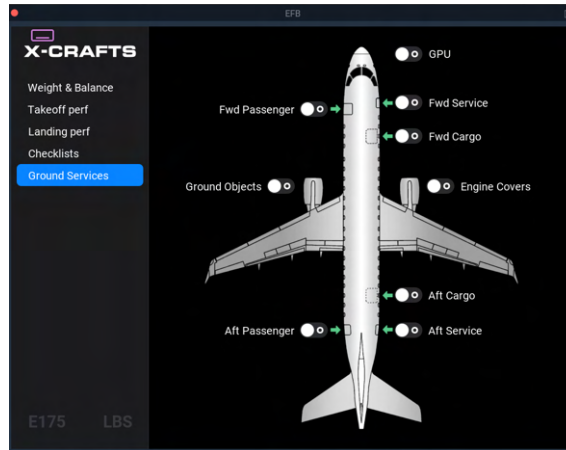 EFB
X-CRAFTS
Weight & Balance
Takeoff perf
Landing perf
Checklists
Ground Services
E175 LBS
GPU
Fwd Passenger
Fwd Service
Fwd Cargo
Ground Objects
Engine Covers
Aft Cargo
Aft Passenger
Aft Service